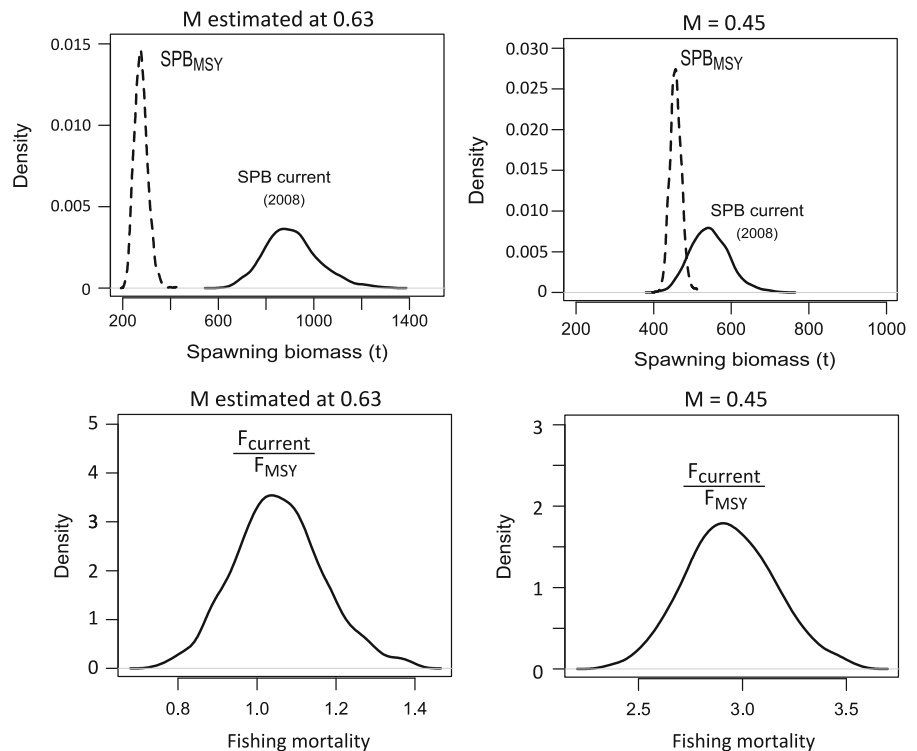 M estimated at 0.63
0.015
0.010
0.005
0
Density
SPB_MSY
SPB current
(2008)
200 600 1000 1400
Spawning biomass (t)
M = 0.45
0.030
0.025
0.020
0.015
0.010
0.005
0
Density
SPB_MSY
SPB current
(2008)
200 400 600 800 1000
Spawning biomass (t)
M estimated at 0.63
5
4
3
2
1
0
Density
F_current
F_MSY
0.8 1.0 1.2 1.4
Fishing mortality
M = 0.45
3
2
1
0
Density
F_current
F_MSY
2.5 3.0 3.5
Fishing mortality